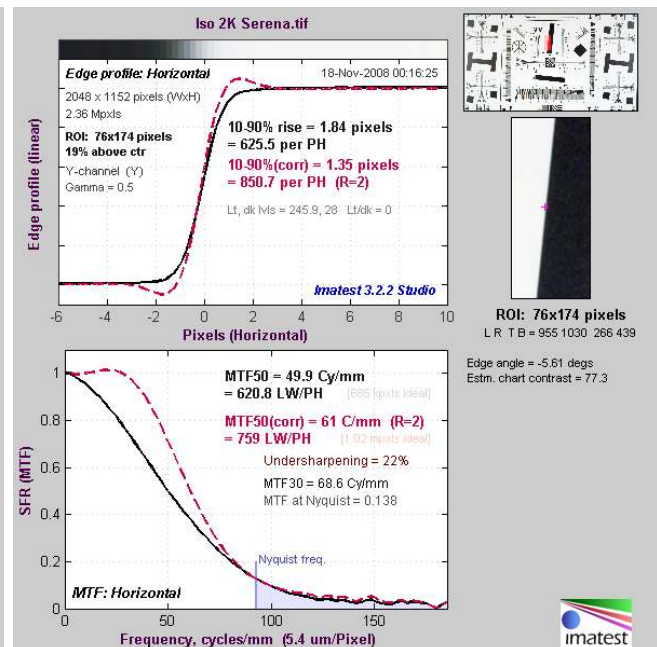 Iso 2K Serena.tif
Edge profile: Horizontal
18-Nov-2008 00:16:25
2048 x 1152 pixels (WxH)
2.36 Mpxls
ROI: 76x174 pixels
19% above ctr
Y-channel (Y)
Gamma = 0.5
10-90% rise = 1.84 pixels
= 625.5 per PH
10-90%(corr) = 1.35 pixels
= 850.7 per PH (R=2)
Lt, dk lvls = 245.9, 28 Lt/dk = 0
Imatest 3.2.2 Studio
Edge profile (linear)
-6 -4 -2 0 2 4 6 8 10
Pixels (Horizontal)
ROI: 76x174 pixels
L R T B = 955 1030 266 439
Edge angle = -5.61 degs
Estm. chart contrast = 77.3
MTF50 = 49.9 Cy/mm
= 620.8 LW/PH [685 kpxls ideal]
MTF50(corr) = 61 C/mm (R=2)
= 759 LW/PH [1.02 mpxls ideal]
Undersharpening = 22%
MTF30 = 68.6 Cy/mm
MTF at Nyquist = 0.138
Nyquist freq.
MTF: Horizontal
SFR (MTF)
1
0.8
0.6
0.4
0.2
0
0 50 100 150
Frequency, cycles/mm (5.4 um/Pixel)
imatest